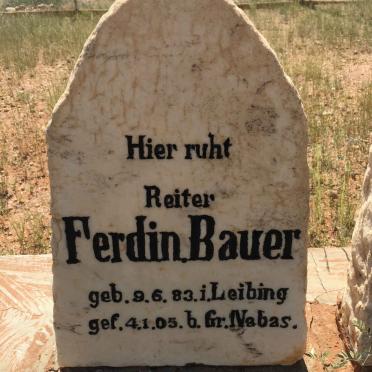 Hier ruht
Reiter
Ferdin. Bauer
geb. 9. 6. 83. i. Leibing
gef. 4. 1. 05. b. Gr. Nabas.